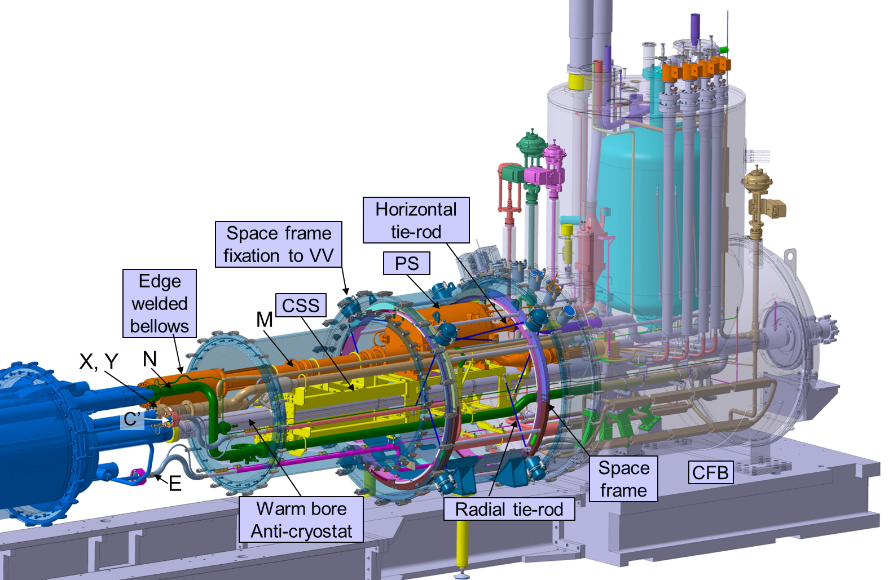 Horizontal
tie-rod
Space frame
fixation to VV
PS
Edge
welded
bellows
CSS
M
X, Y
N
C'
E
Warm bore
Anti-cryostat
Radial tie-rod
Space
frame
CFB